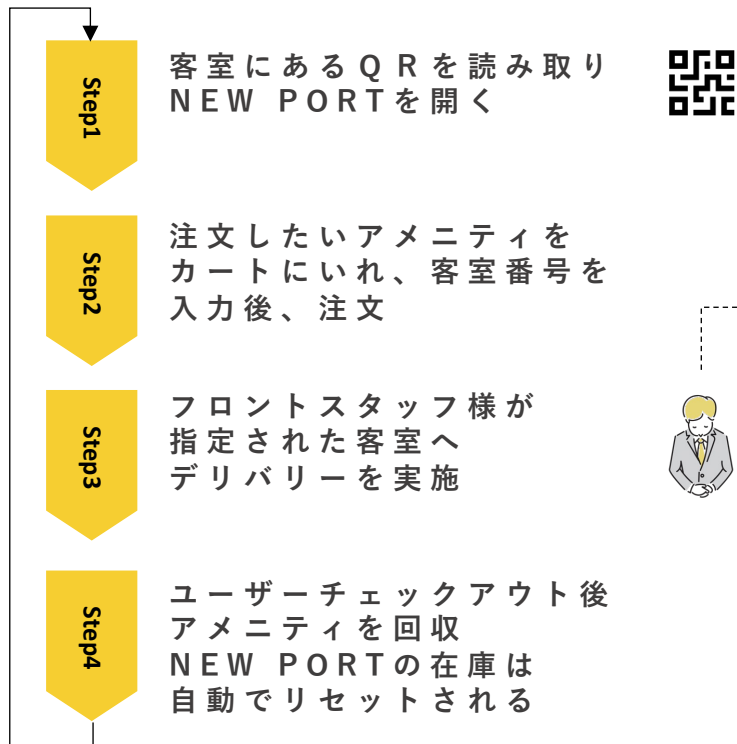 Step1
客室にあるQRを読み取り
NEW PORTを開く
Step2
注文したいアメニティを
カートにいれ、客室番号を
入力後、注文
Step3
フロントスタッフ様が
指定された客室へ
デリバリーを実施
Step4
ユーザーチェックアウト後
アメニティを回収
NEW PORTの在庫は
自動でリセットされる